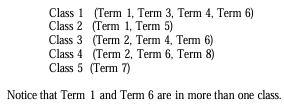 Class 1 (Term 1, Term 3, Term 4, Term 6)
Class 2 (Term 1, Term 5)
Class 3 (Term 2, Term 4, Term 6)
Class 4 (Term 2, Term 6, Term 8)
Class 5 (Term 7)
Notice that Term 1 and Term 6 are in more than one class.